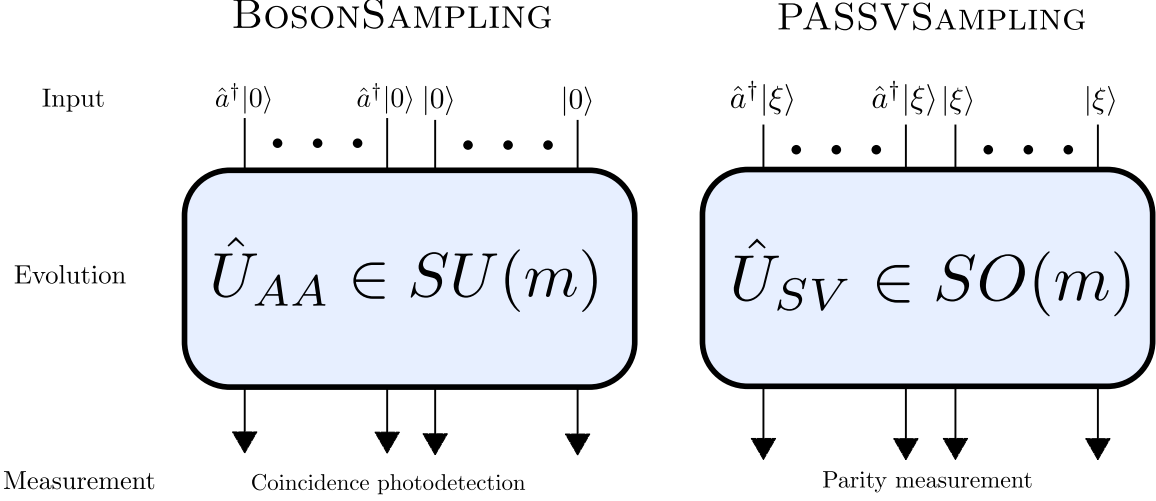 BOSONSAMPLING PASSVSAMPLING
Input â†|0⟩ â†|0⟩ |0⟩ |0⟩ â†|ξ⟩ â†|ξ⟩ |ξ⟩ |ξ⟩
Evolution Û_AA ∈ SU(m) Û_SV ∈ SO(m)
Measurement Coincidence photodetection Parity measurement